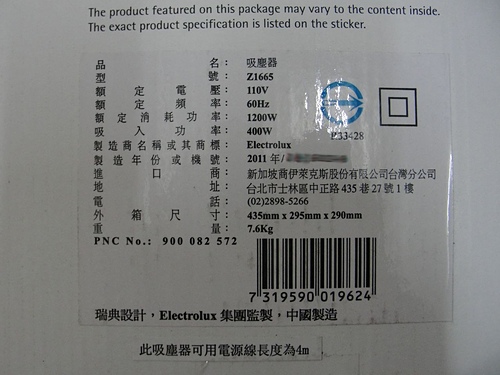 The product featured on this package may vary to the content inside.
The exact product specification is listed on the sticker.
品名：吸塵器
型號：Z1665
額定電壓：110V
額定頻率：60Hz
額定消耗功率：1200W
吸入功率：400W
R33428
製造商名稱或其商標：Electrolux
製造年份或機號：2011 年/
進口商：新加坡商伊萊克斯股份有限公司台灣分公司
地址：台北市士林區中正路 435 巷 27 號 1 樓
電話：(02)2898-5266
外箱尺寸：435mm x 295mm x 290mm
重量：7.6Kg
PNC No.: 900 082 572
7 319590 019624
瑞典設計，Electrolux 集團監製，中國製造
此吸塵器可用電源線長度為4m